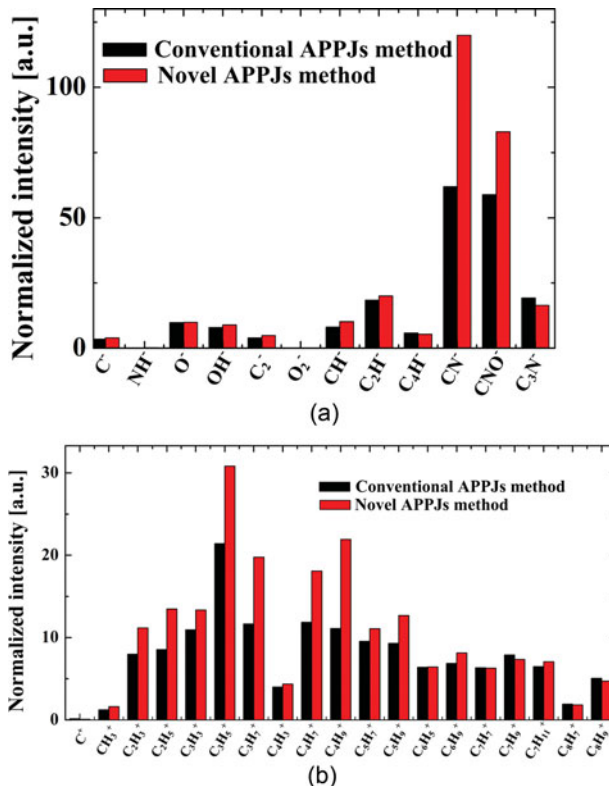 Normalized intensity [a.u.]
100
50
0
Conventional APPJs method
Novel APPJs method
C⁻ NH⁻ O⁻ OH⁻ C₂⁻ O₂⁻ CH⁻ C₂H⁻ C₄H⁻ CN⁻ CNO⁻ C₃N⁻
(a)
Normalized intensity [a.u.]
30
20
10
0
Conventional APPJs method
Novel APPJs method
C⁺ CH₃⁺ C₂H₃⁺ C₂H₅⁺ C₃H₃⁺ C₃H₅⁺ C₃H₇⁺ C₄H₃⁺ C₄H₇⁺ C₄H₉⁺ C₅H₇⁺ C₅H₉⁺ C₆H₅⁺ C₆H₉⁺ C₇H₇⁺ C₇H₉⁺ C₇H₁₁⁺ C₈H₇⁺ C₈H₉⁺
(b)